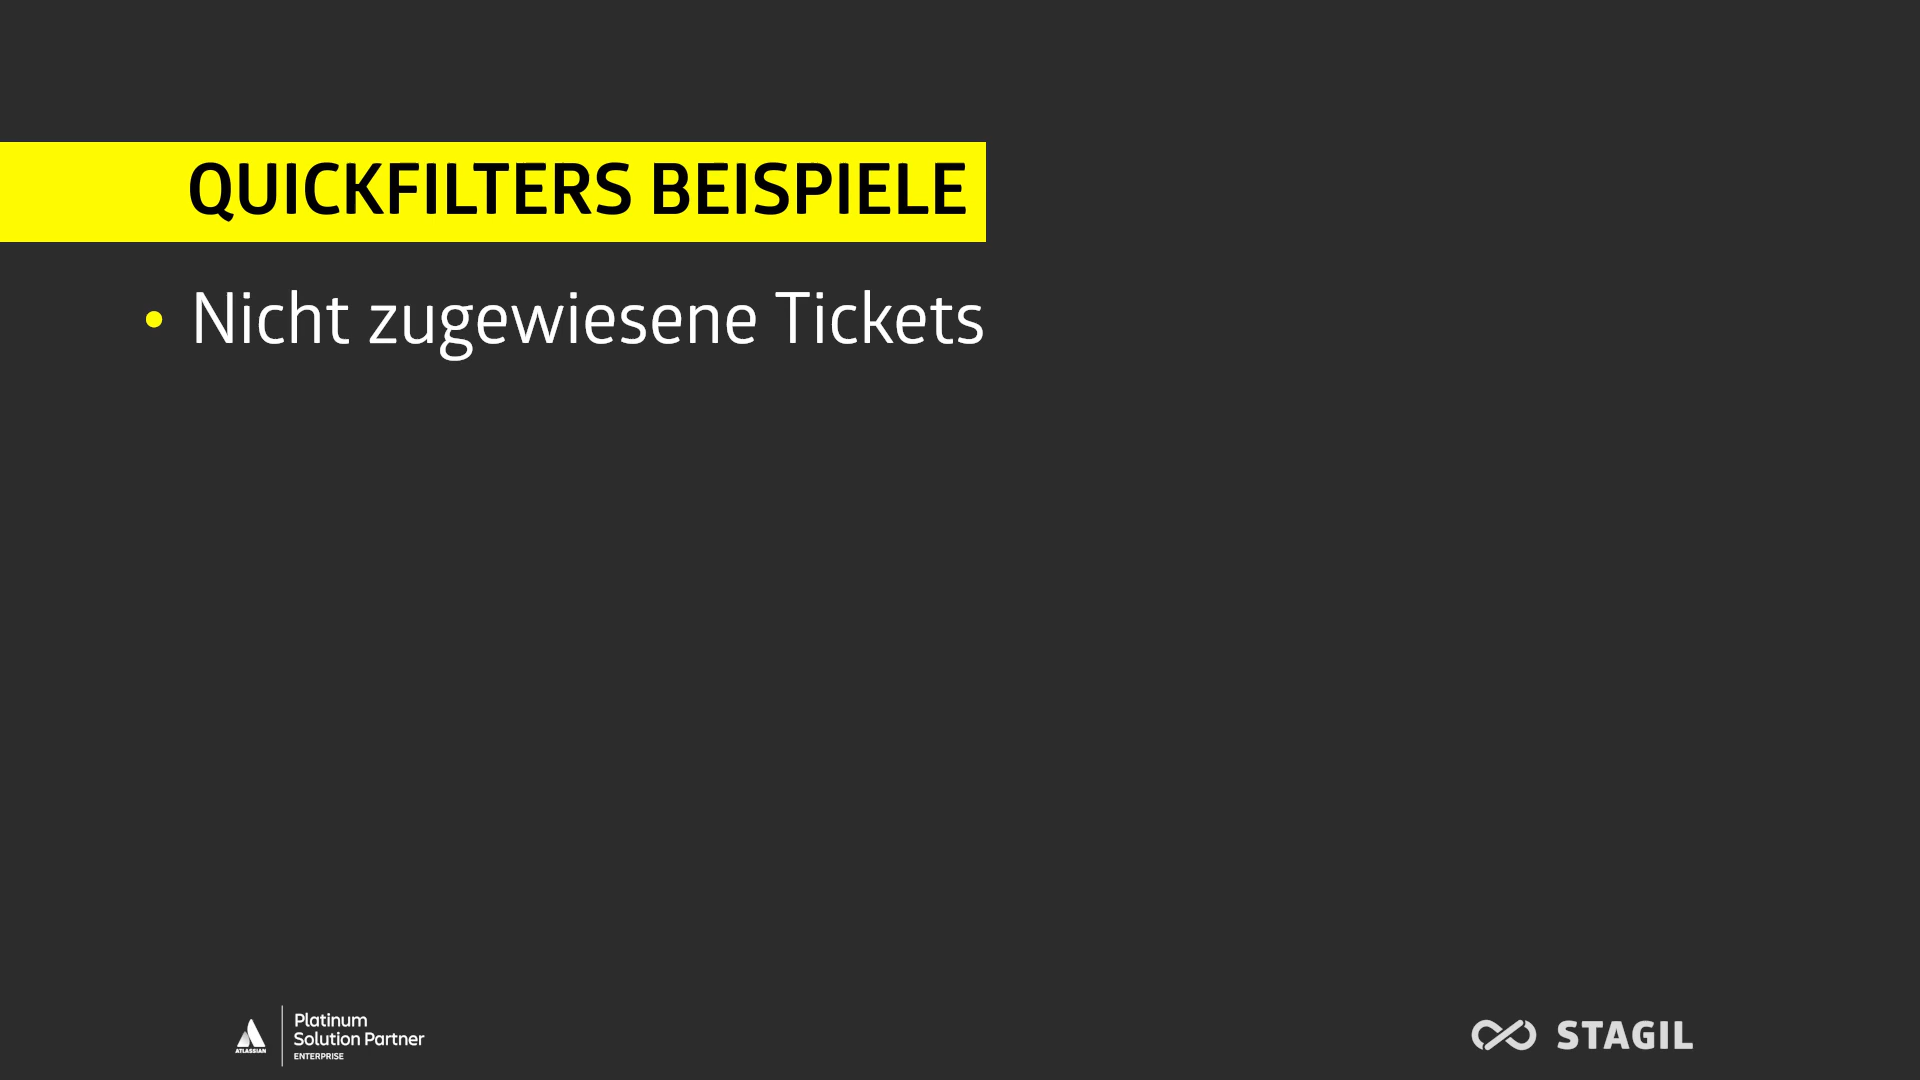 QUICKFILTERS BEISPIELE
• Nicht zugewiesene Tickets
ATLASSIAN
Platinum
Solution Partner
ENTERPRISE
STAGIL